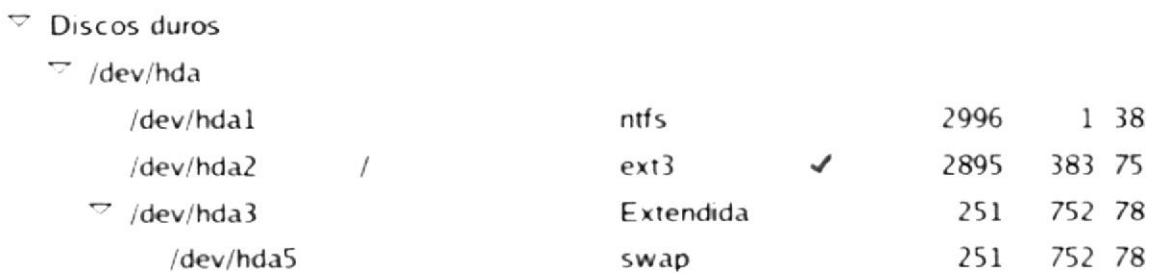 Discos duros
/dev/hda
/dev/hda1 ntfs 2996 1 38
/dev/hda2 / ext3 ✓ 2895 383 75
/dev/hda3 Extendida 251 752 78
/dev/hda5 swap 251 752 78